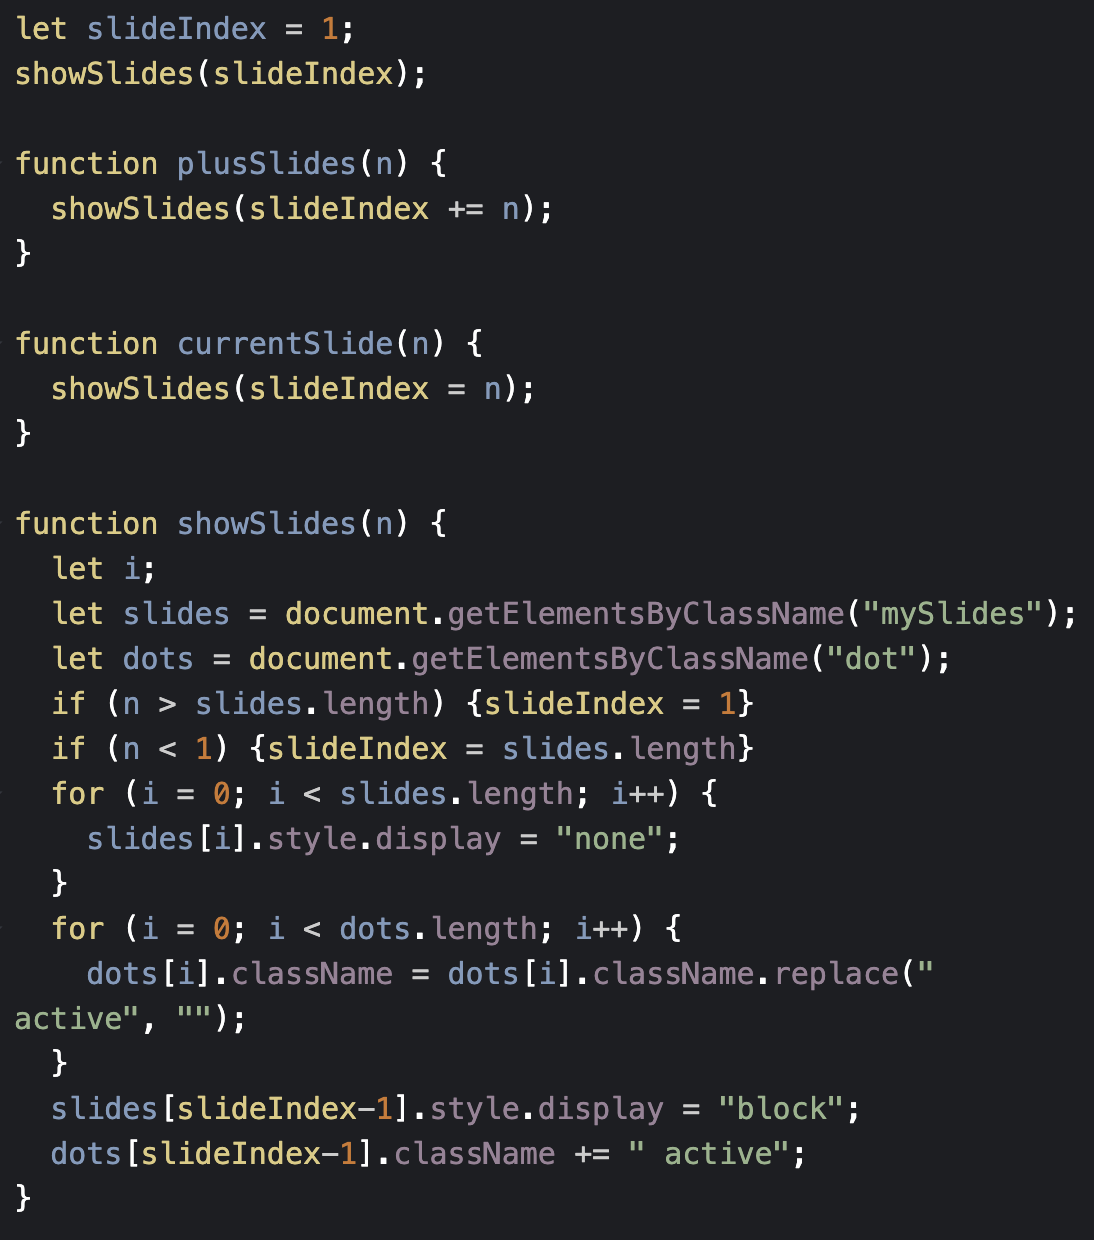 let slideIndex = 1;
showSlides(slideIndex);

function plusSlides(n) {
  showSlides(slideIndex += n);
}

function currentSlide(n) {
  showSlides(slideIndex = n);
}

function showSlides(n) {
  let i;
  let slides = document.getElementsByClassName("mySlides");
  let dots = document.getElementsByClassName("dot");
  if (n > slides.length) {slideIndex = 1}
  if (n < 1) {slideIndex = slides.length}
  for (i = 0; i < slides.length; i++) {
    slides[i].style.display = "none";
  }
  for (i = 0; i < dots.length; i++) {
    dots[i].className = dots[i].className.replace("
active", "");
  }
  slides[slideIndex-1].style.display = "block";
  dots[slideIndex-1].className += " active";
}